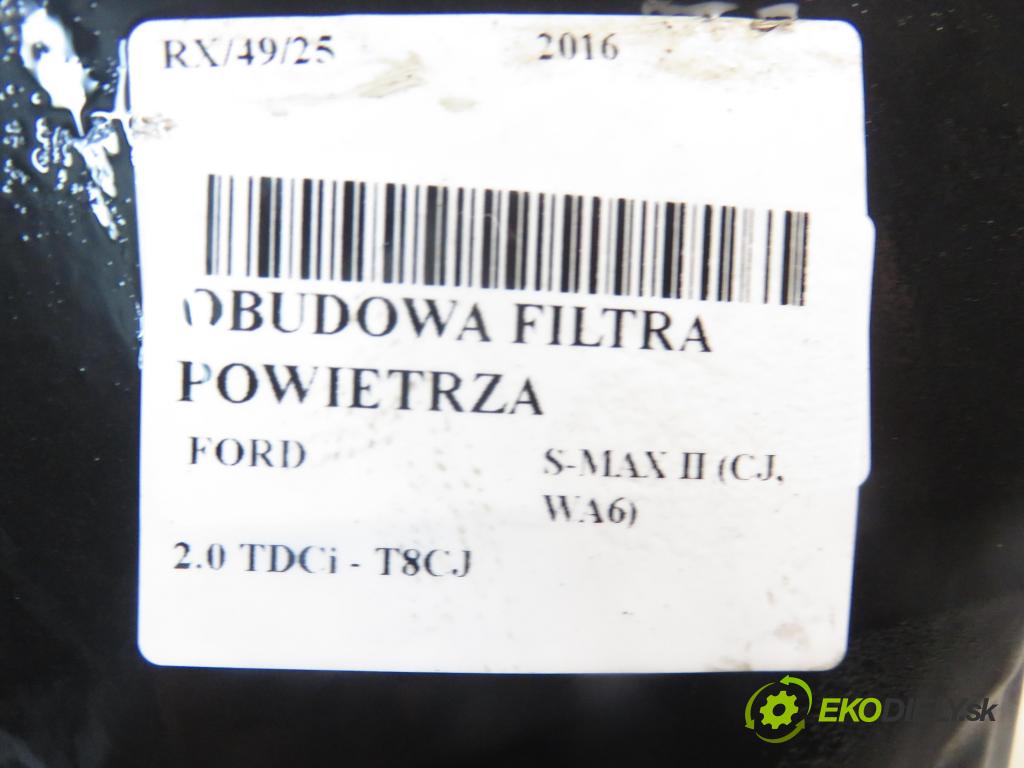 RX/49/25 2016
OBUDOWA FILTRA
POWIETRZA
FORD S-MAX II (CJ,
WA6)
2.0 TDCi - T8CJ
EKODIELY.sk